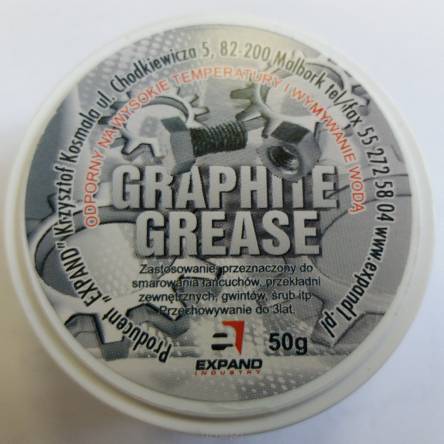 Producent „EXPAND” Krzysztof Kosmala ul. Chodkiewicza 5, 82-200 Malbork tel/fax 55 272 58 04 www.expand1.pl
ODPORNY NA WYSOKIE TEMPERATURY I WYMYWANIE WODĄ
GRAPHITE
GREASE
Zastosowanie: przeznaczony do
smarowania łańcuchów, przekładni
zewnętrznych, gwintów, śrub itp
Przechowywanie do 3lat.
50g
EXPAND
INDUSTRY